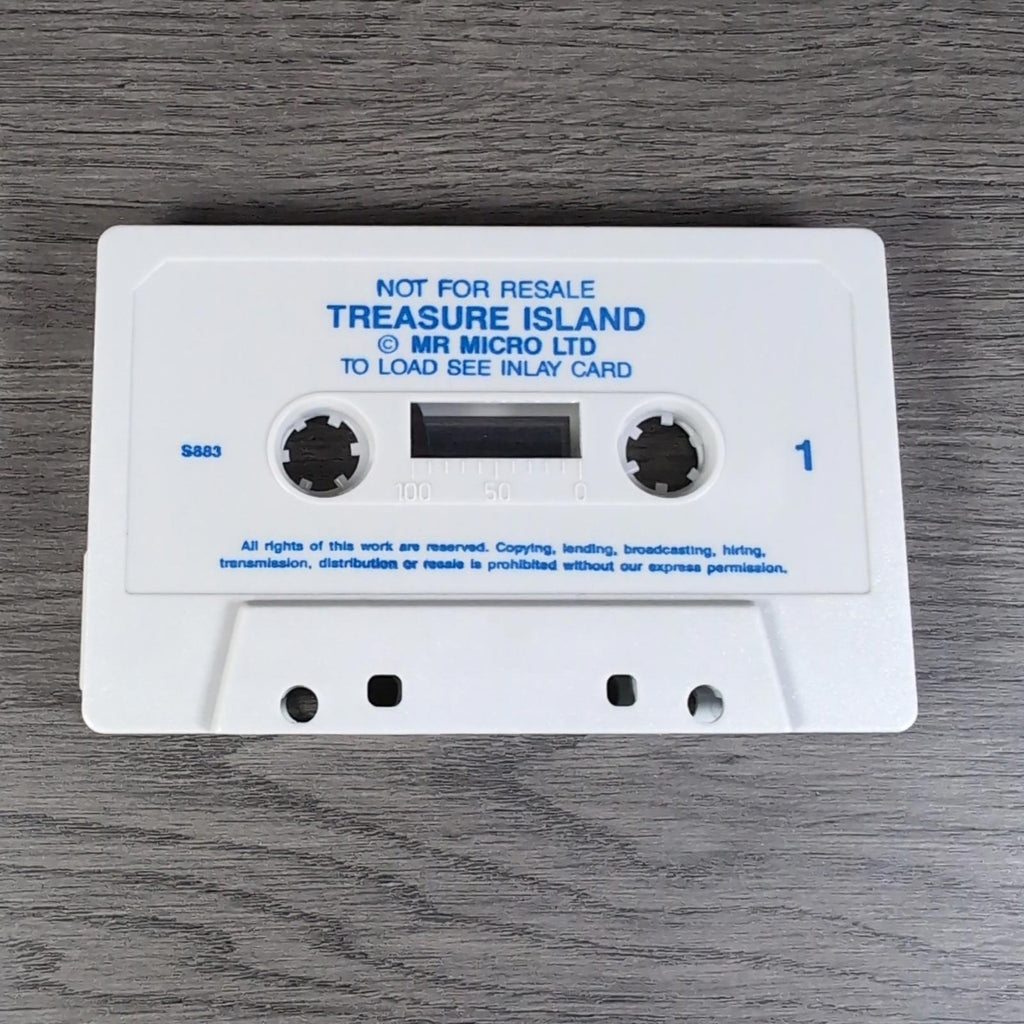 NOT FOR RESALE
TREASURE ISLAND
© MR MICRO LTD
TO LOAD SEE INLAY CARD
S883
1
100 50 0
All rights of this work are reserved. Copying, lending, broadcasting, hiring,
transmission, distribution or resale is prohibited without our express permission.